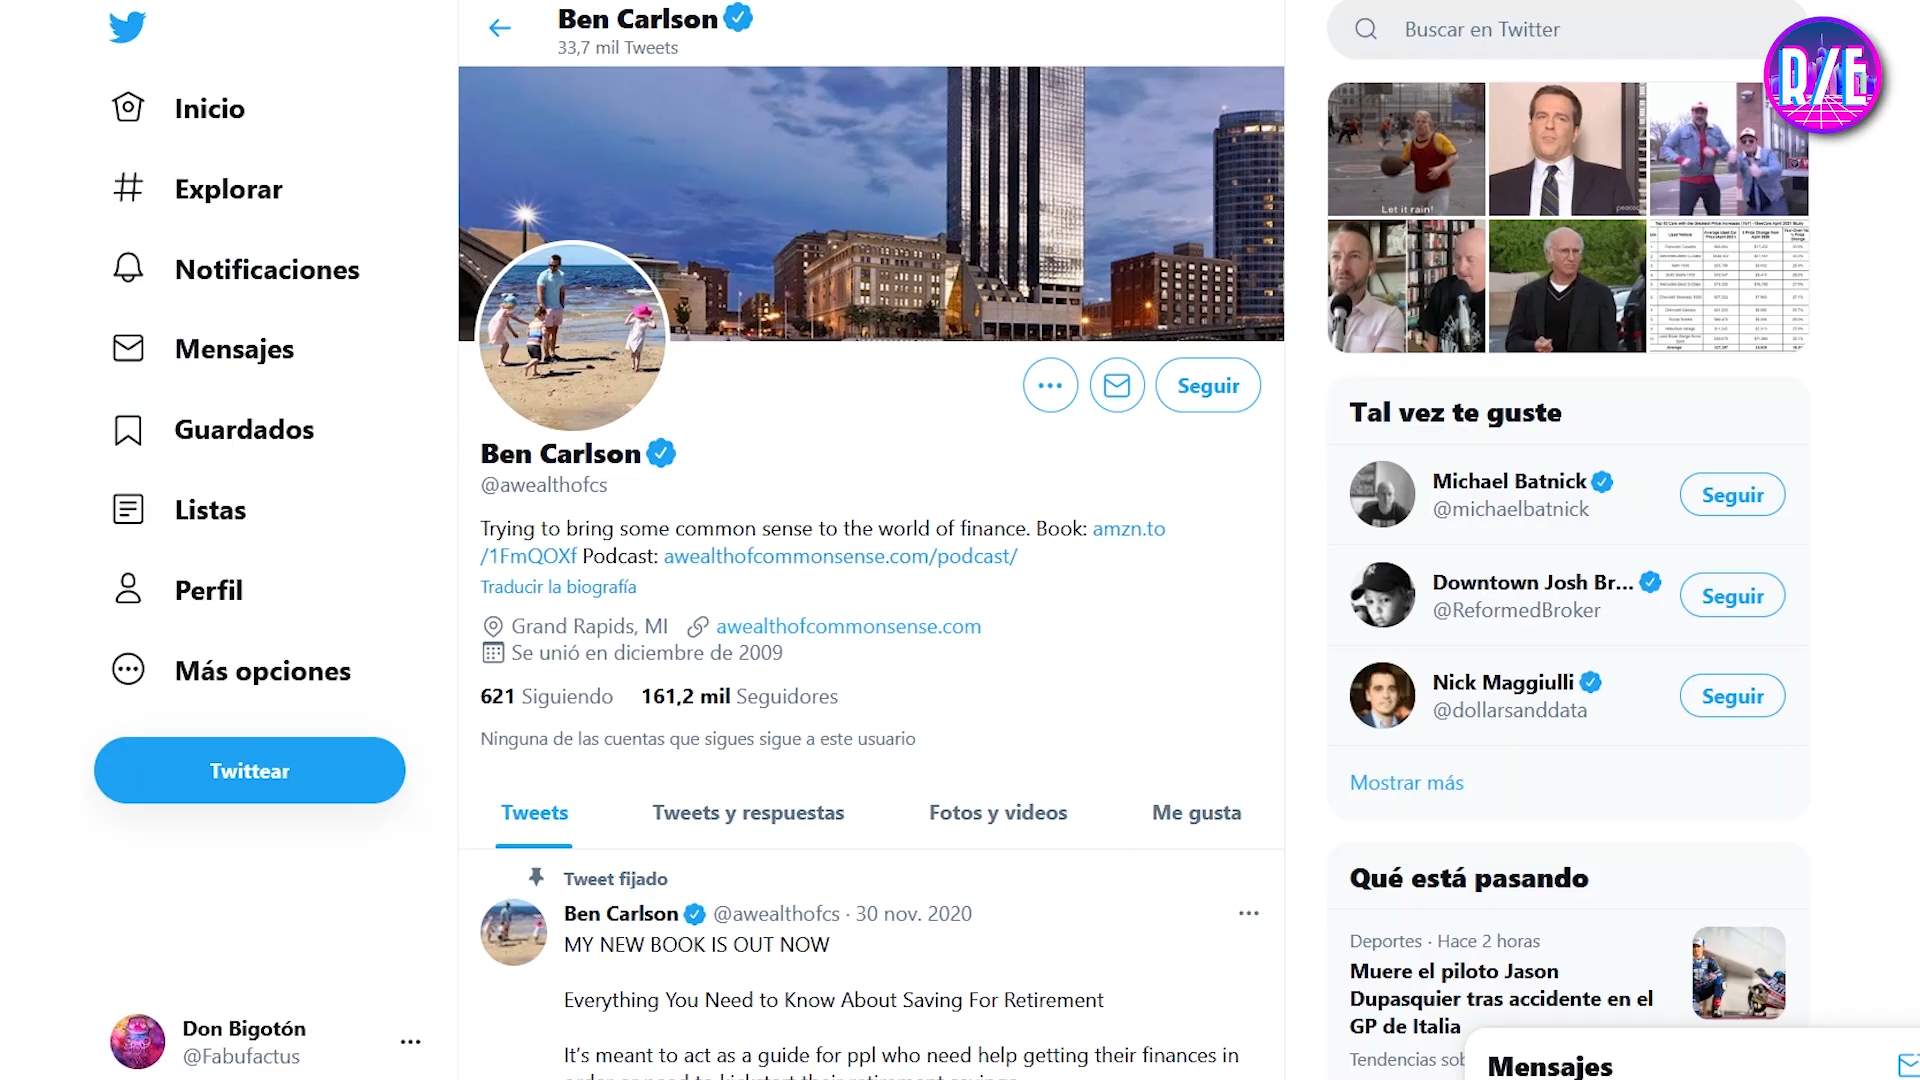 Ben Carlson
33,7 mil Tweets
Buscar en Twitter
R/E
Inicio
Explorar
Notificaciones
Mensajes
Guardados
Listas
Perfil
Más opciones
Twittear
Don Bigotón
@Fabufactus
Seguir
Ben Carlson
@awealthofcs
Trying to bring some common sense to the world of finance. Book: amzn.to
/1FmQOXf Podcast: awealthofcommonsense.com/podcast/
Traducir la biografía
Grand Rapids, MI awealthofcommonsense.com
Se unió en diciembre de 2009
621 Siguiendo 161,2 mil Seguidores
Ninguna de las cuentas que sigues sigue a este usuario
Tweets Tweets y respuestas Fotos y videos Me gusta
Tweet fijado
Ben Carlson @awealthofcs · 30 nov. 2020
MY NEW BOOK IS OUT NOW
Everything You Need to Know About Saving For Retirement
It's meant to act as a guide for ppl who need help getting their finances in
Let it rain!
peacock
Tal vez te guste
Michael Batnick
@michaelbatnick
Seguir
Downtown Josh Br...
@ReformedBroker
Seguir
Nick Maggiulli
@dollarsanddata
Seguir
Mostrar más
Qué está pasando
Deportes · Hace 2 horas
Muere el piloto Jason
Dupasquier tras accidente en el
GP de Italia
Tendencias
Mensajes